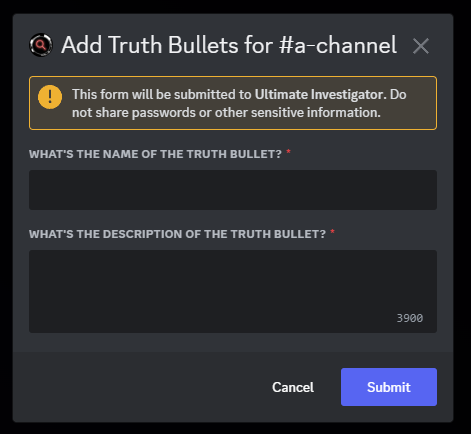 Add Truth Bullets for #a-channel
This form will be submitted to Ultimate Investigator. Do
not share passwords or other sensitive information.
WHAT'S THE NAME OF THE TRUTH BULLET? *
WHAT'S THE DESCRIPTION OF THE TRUTH BULLET? *
3900
Cancel
Submit